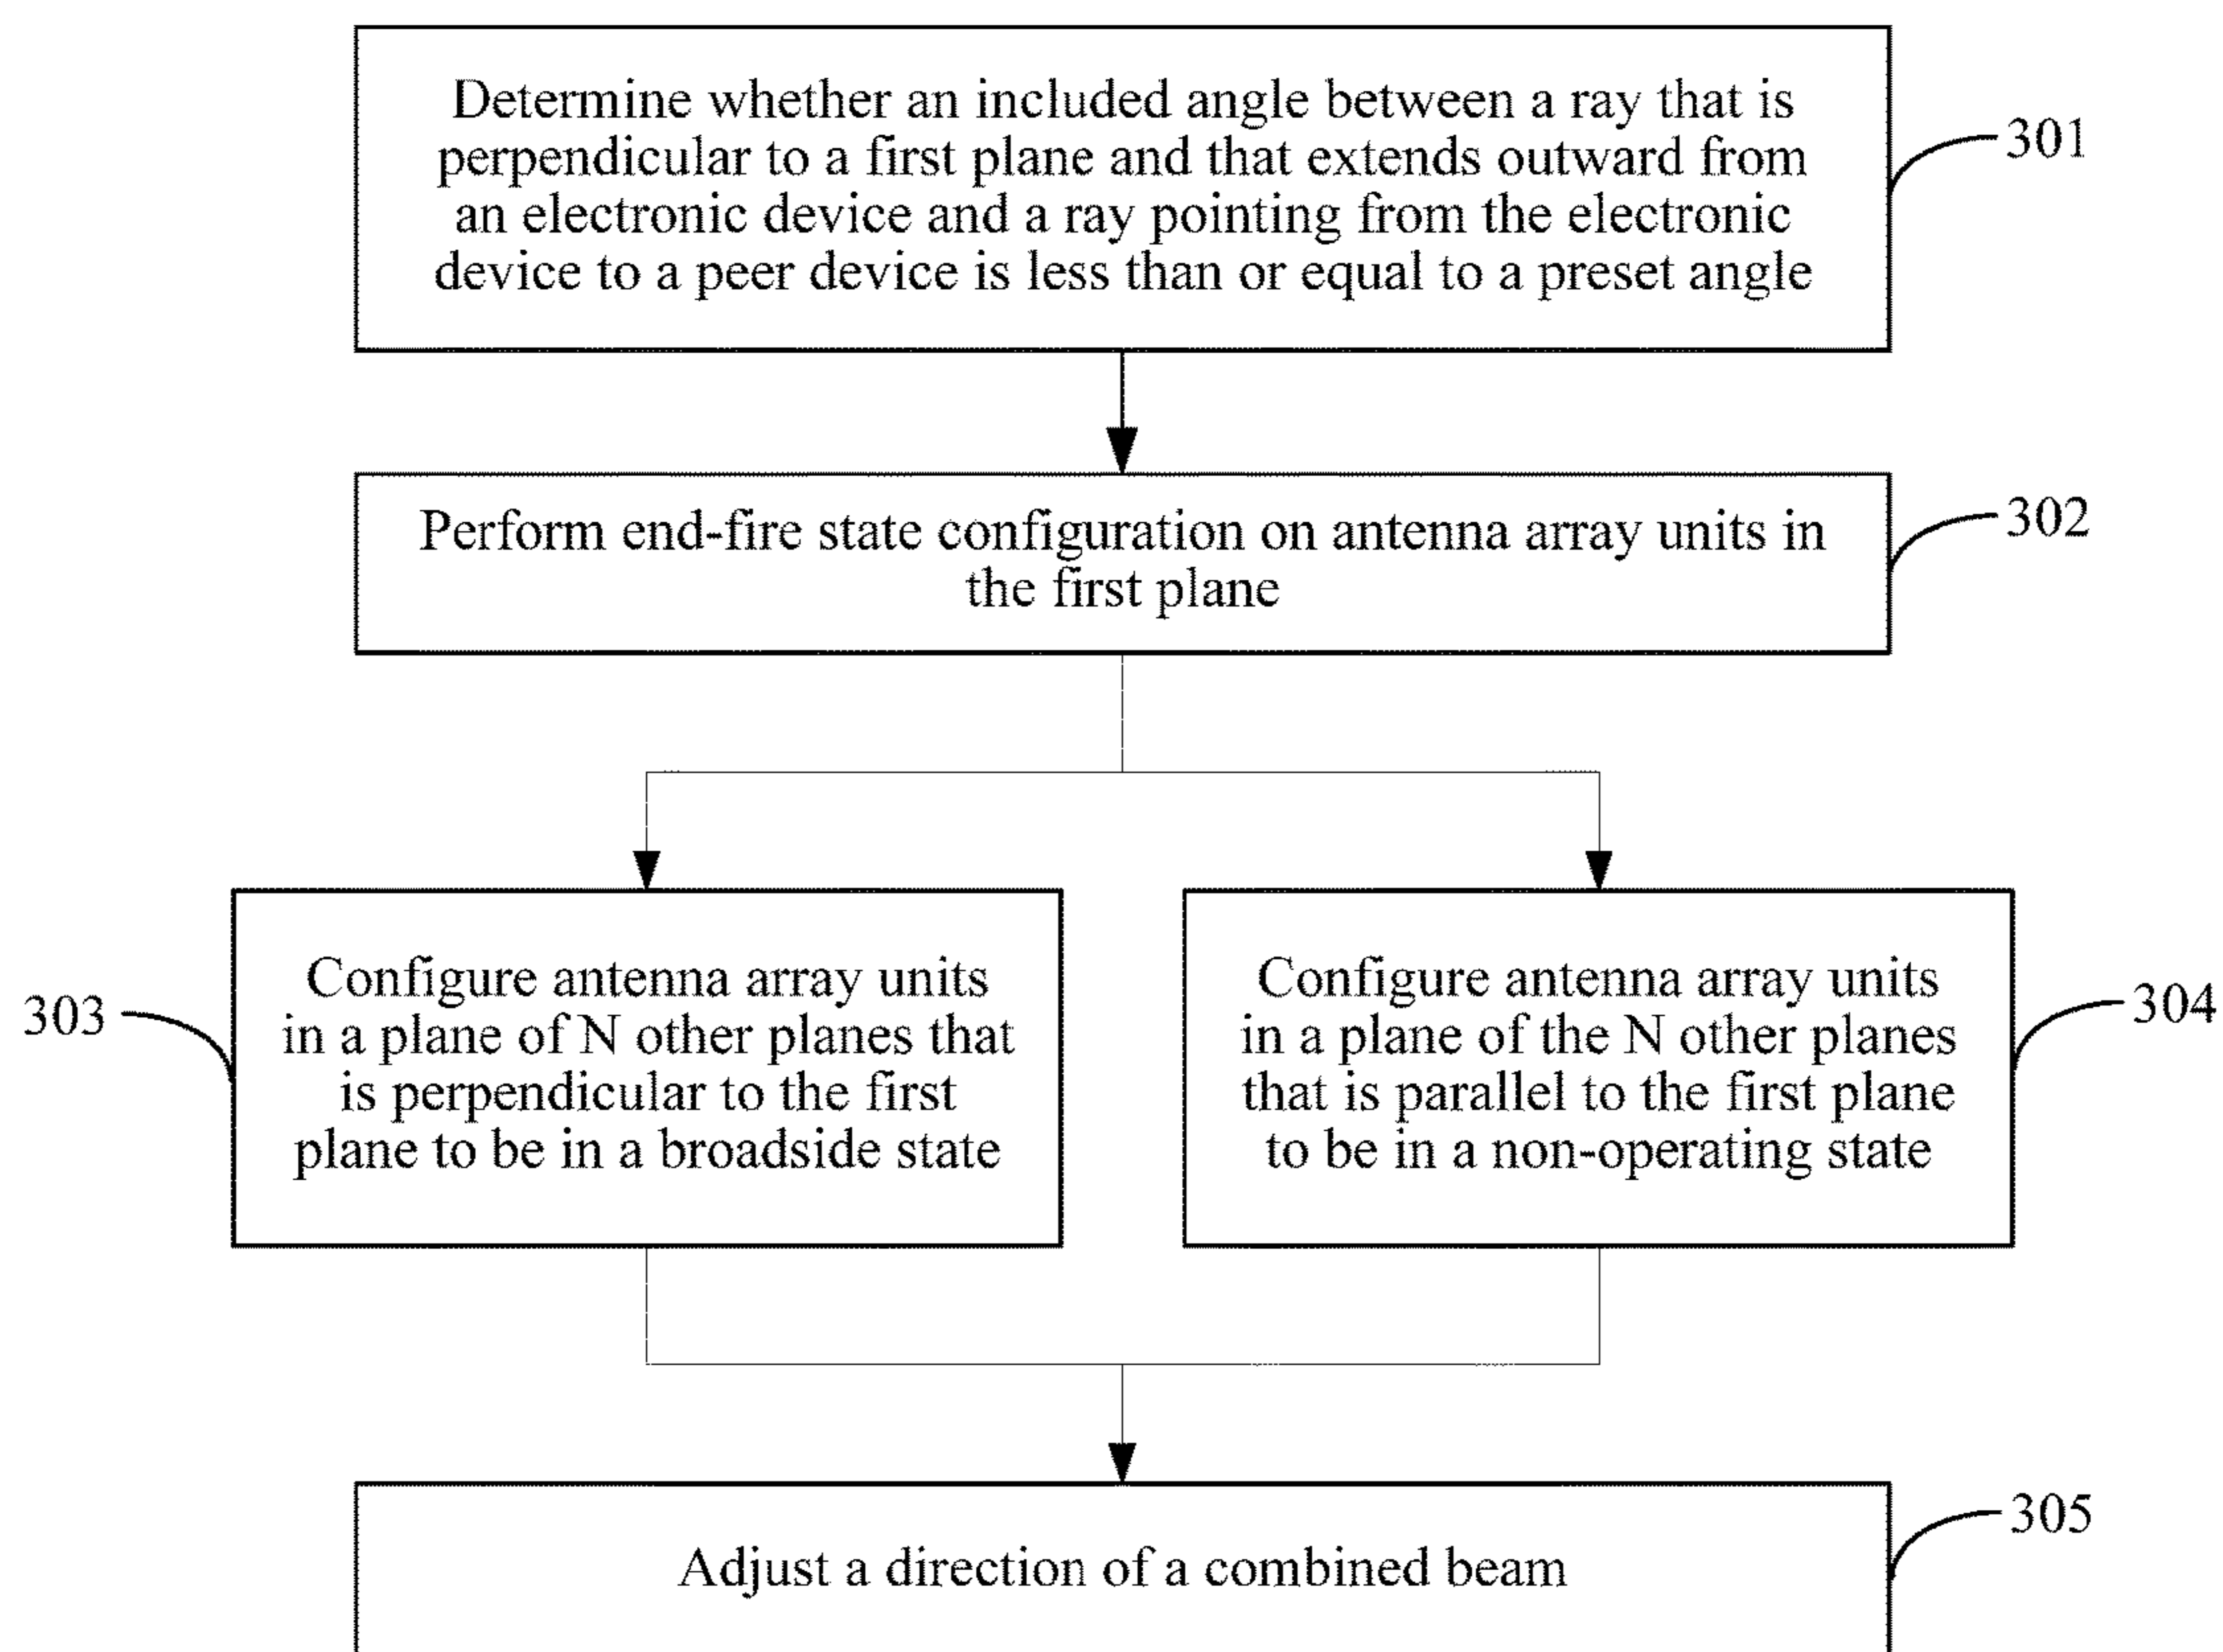 Determine whether an included angle between a ray that is
perpendicular to a first plane and that extends outward from
an electronic device and a ray pointing from the electronic
device to a peer device is less than or equal to a preset angle
301
Perform end-fire state configuration on antenna array units in
the first plane
302
303
Configure antenna array units
in a plane of N other planes that
is perpendicular to the first
plane to be in a broadside state
Configure antenna array units
in a plane of the N other planes
that is parallel to the first plane
to be in a non-operating state
304
Adjust a direction of a combined beam
305